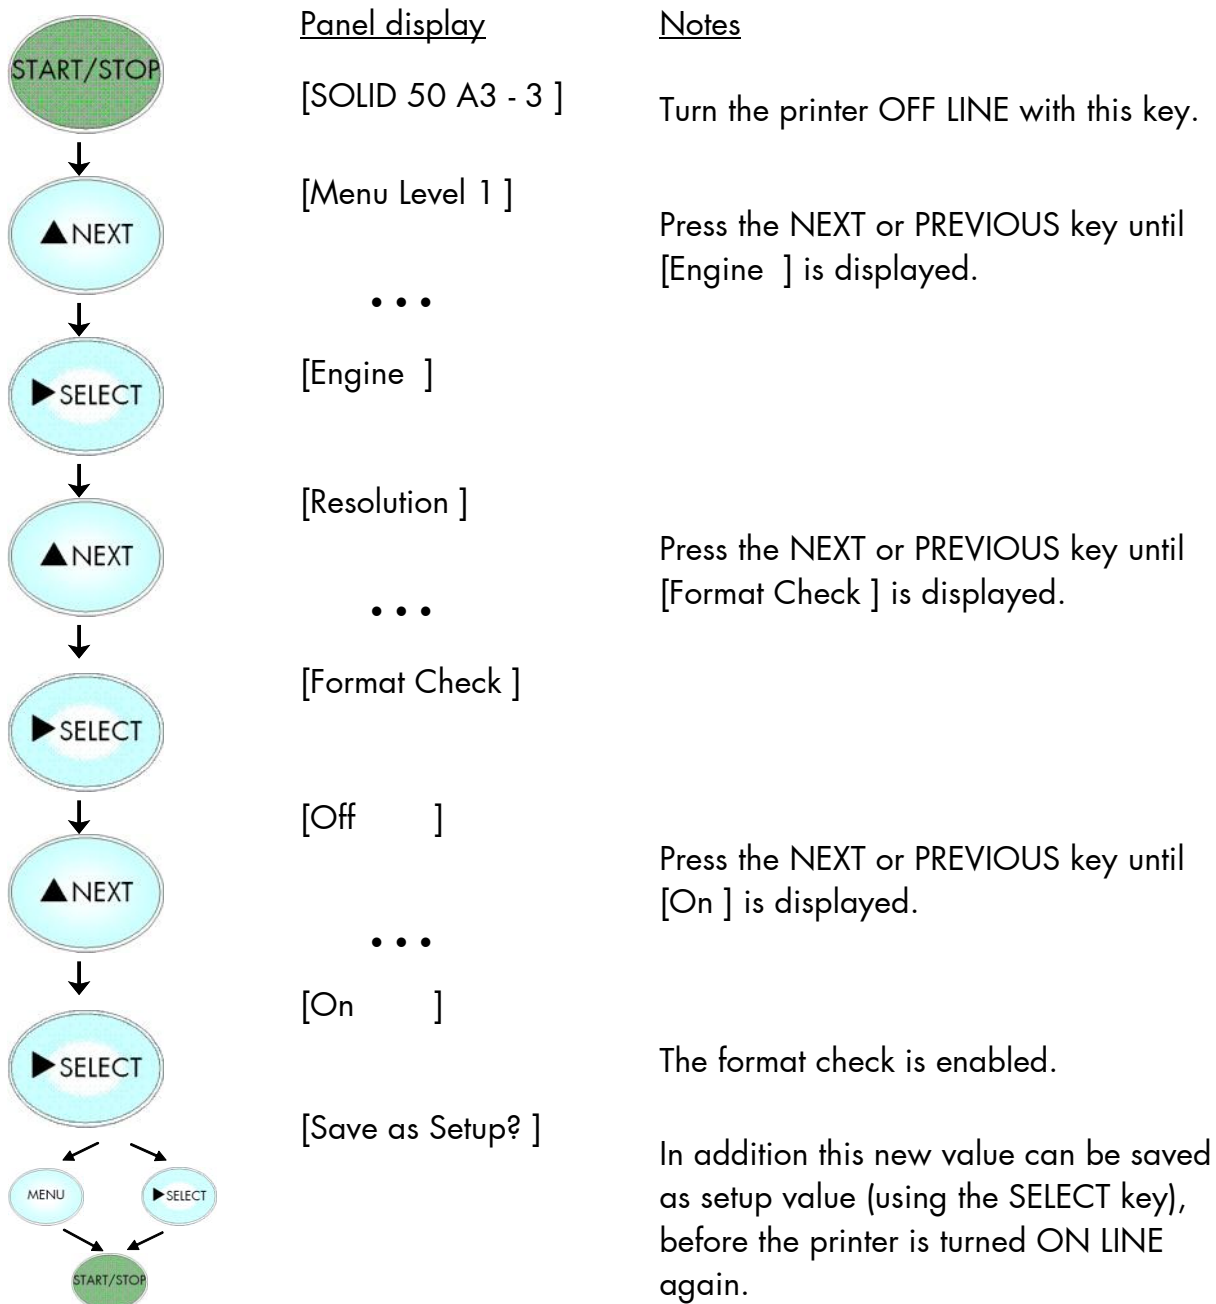 START/STOP
Panel display
Notes
[SOLID 50 A3 - 3 ]
Turn the printer OFF LINE with this key.
▲NEXT
[Menu Level 1 ]
Press the NEXT or PREVIOUS key until
[Engine  ] is displayed.
• • •
▶SELECT
[Engine  ]
▲NEXT
[Resolution ]
Press the NEXT or PREVIOUS key until
[Format Check ] is displayed.
• • •
▶SELECT
[Format Check ]
▲NEXT
[Off        ]
Press the NEXT or PREVIOUS key until
[On ] is displayed.
• • •
[On        ]
▶SELECT
The format check is enabled.
[Save as Setup? ]
MENU
▶SELECT
In addition this new value can be saved
as setup value (using the SELECT key),
before the printer is turned ON LINE
again.
START/STOP